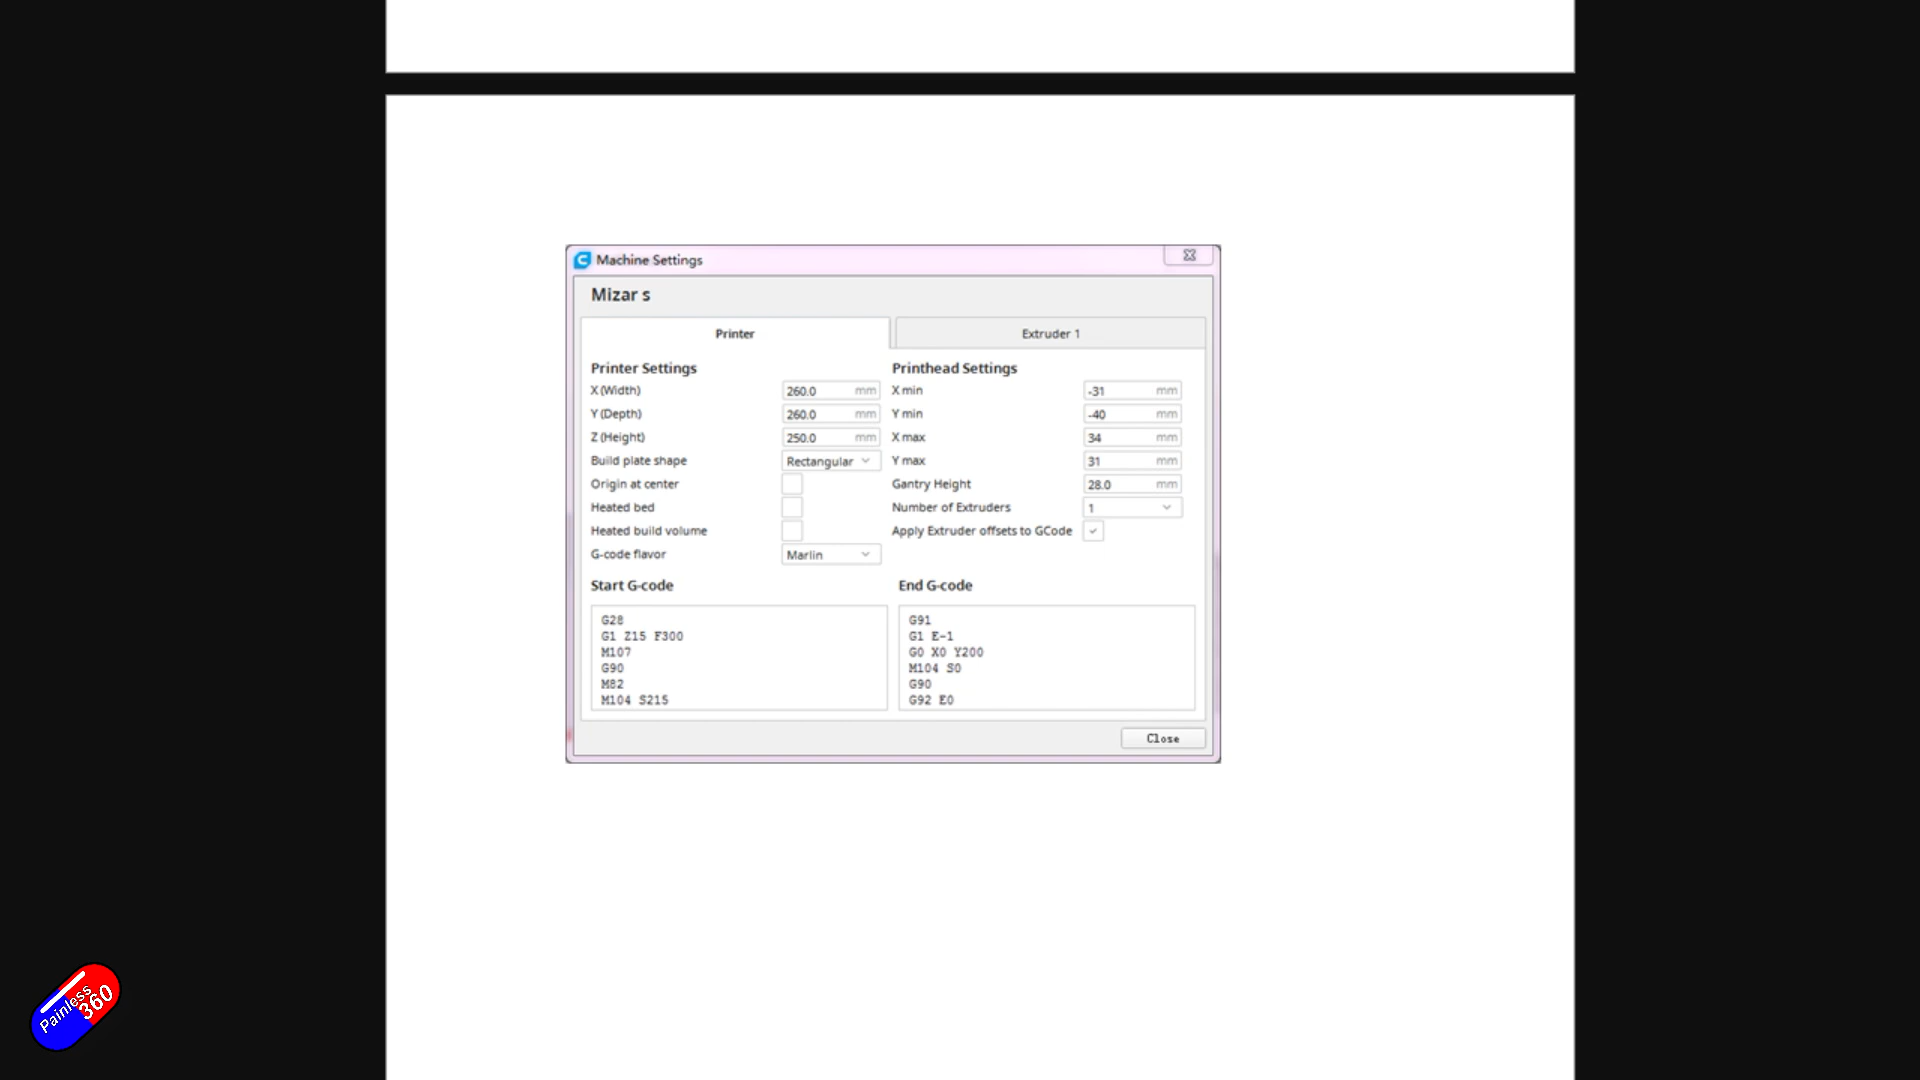 Machine Settings
Mizar s
Printer
Extruder 1
Printer Settings
X (Width)
260.0 mm
Y (Depth)
260.0 mm
Z (Height)
250.0 mm
Build plate shape
Rectangular
Origin at center
Heated bed
Heated build volume
G-code flavor
Marlin
Printhead Settings
X min
-31 mm
Y min
-40 mm
X max
34 mm
Y max
31 mm
Gantry Height
28.0 mm
Number of Extruders
1
Apply Extruder offsets to GCode
Start G-code
G28
G1 Z15 F300
M107
G90
M82
M104 S215
End G-code
G91
G1 E-1
G0 X0 Y200
M104 S0
G90
G92 E0
Close
Painless
360